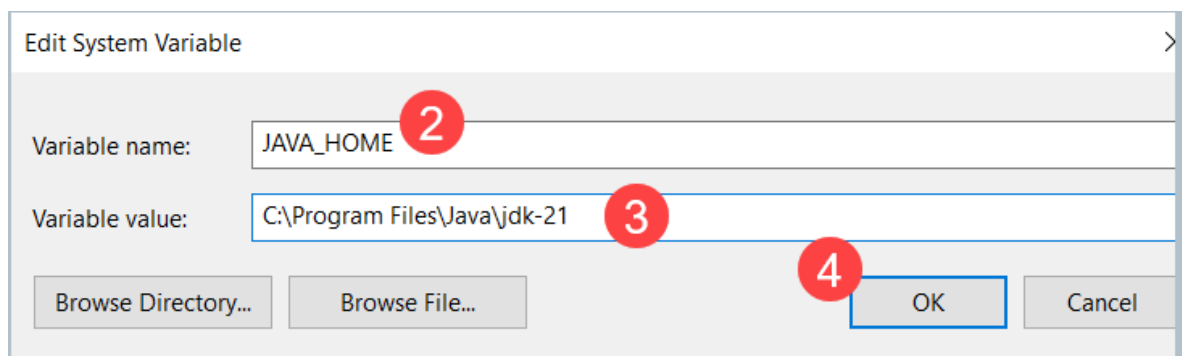 Edit System Variable
Variable name: JAVA_HOME 2
Variable value: C:\Program Files\Java\jdk-21 3
4
Browse Directory... Browse File... OK Cancel